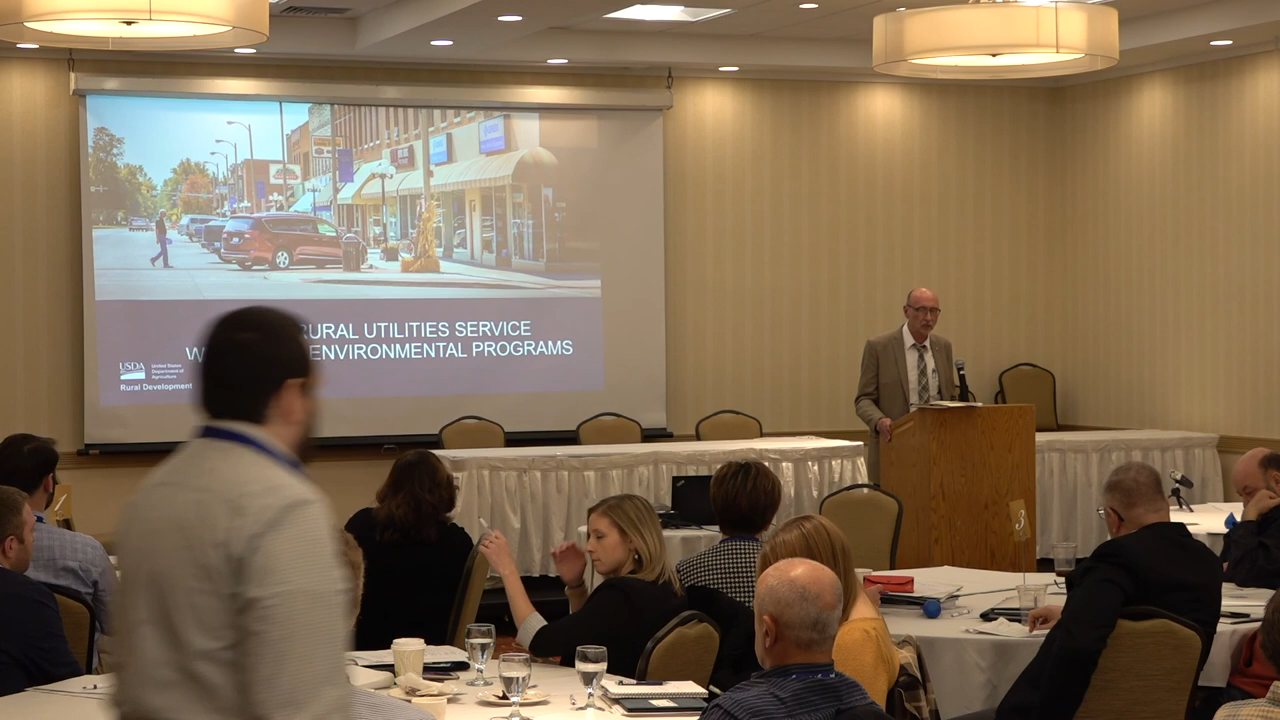 RURAL UTILITIES SERVICE
ENVIRONMENTAL PROGRAMS
USDA
United States
Department of
Agriculture
Rural Development
3